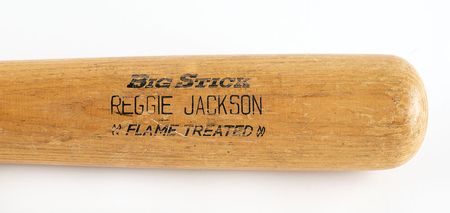 BIG STICK
REGGIE JACKSON
« FLAME TREATED »